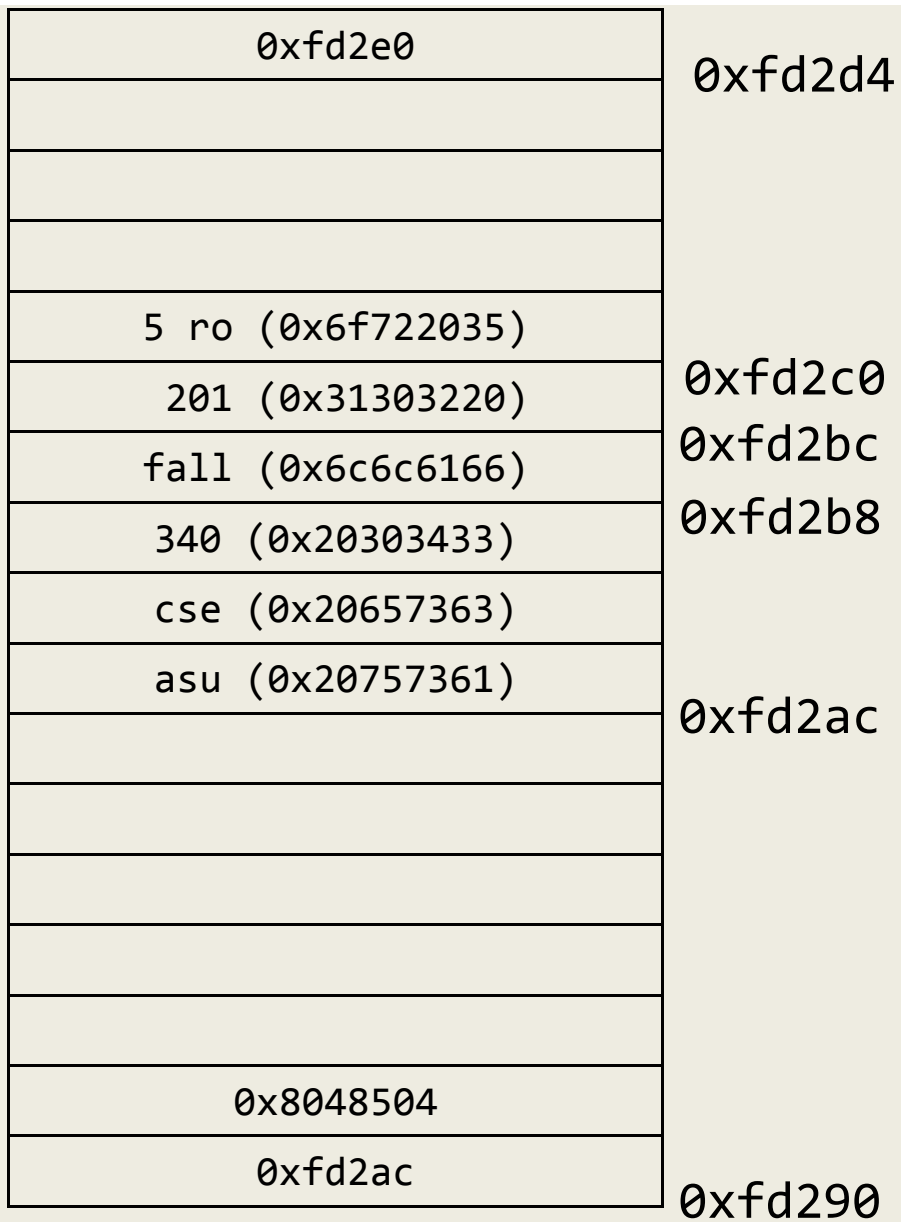 0xfd2e0
0xfd2d4
5 ro (0x6f722035)
0xfd2c0
201 (0x31303220)
0xfd2bc
fall (0x6c6c6166)
0xfd2b8
340 (0x20303433)
cse (0x20657363)
asu (0x20757361)
0xfd2ac
0x8048504
0xfd2ac
0xfd290